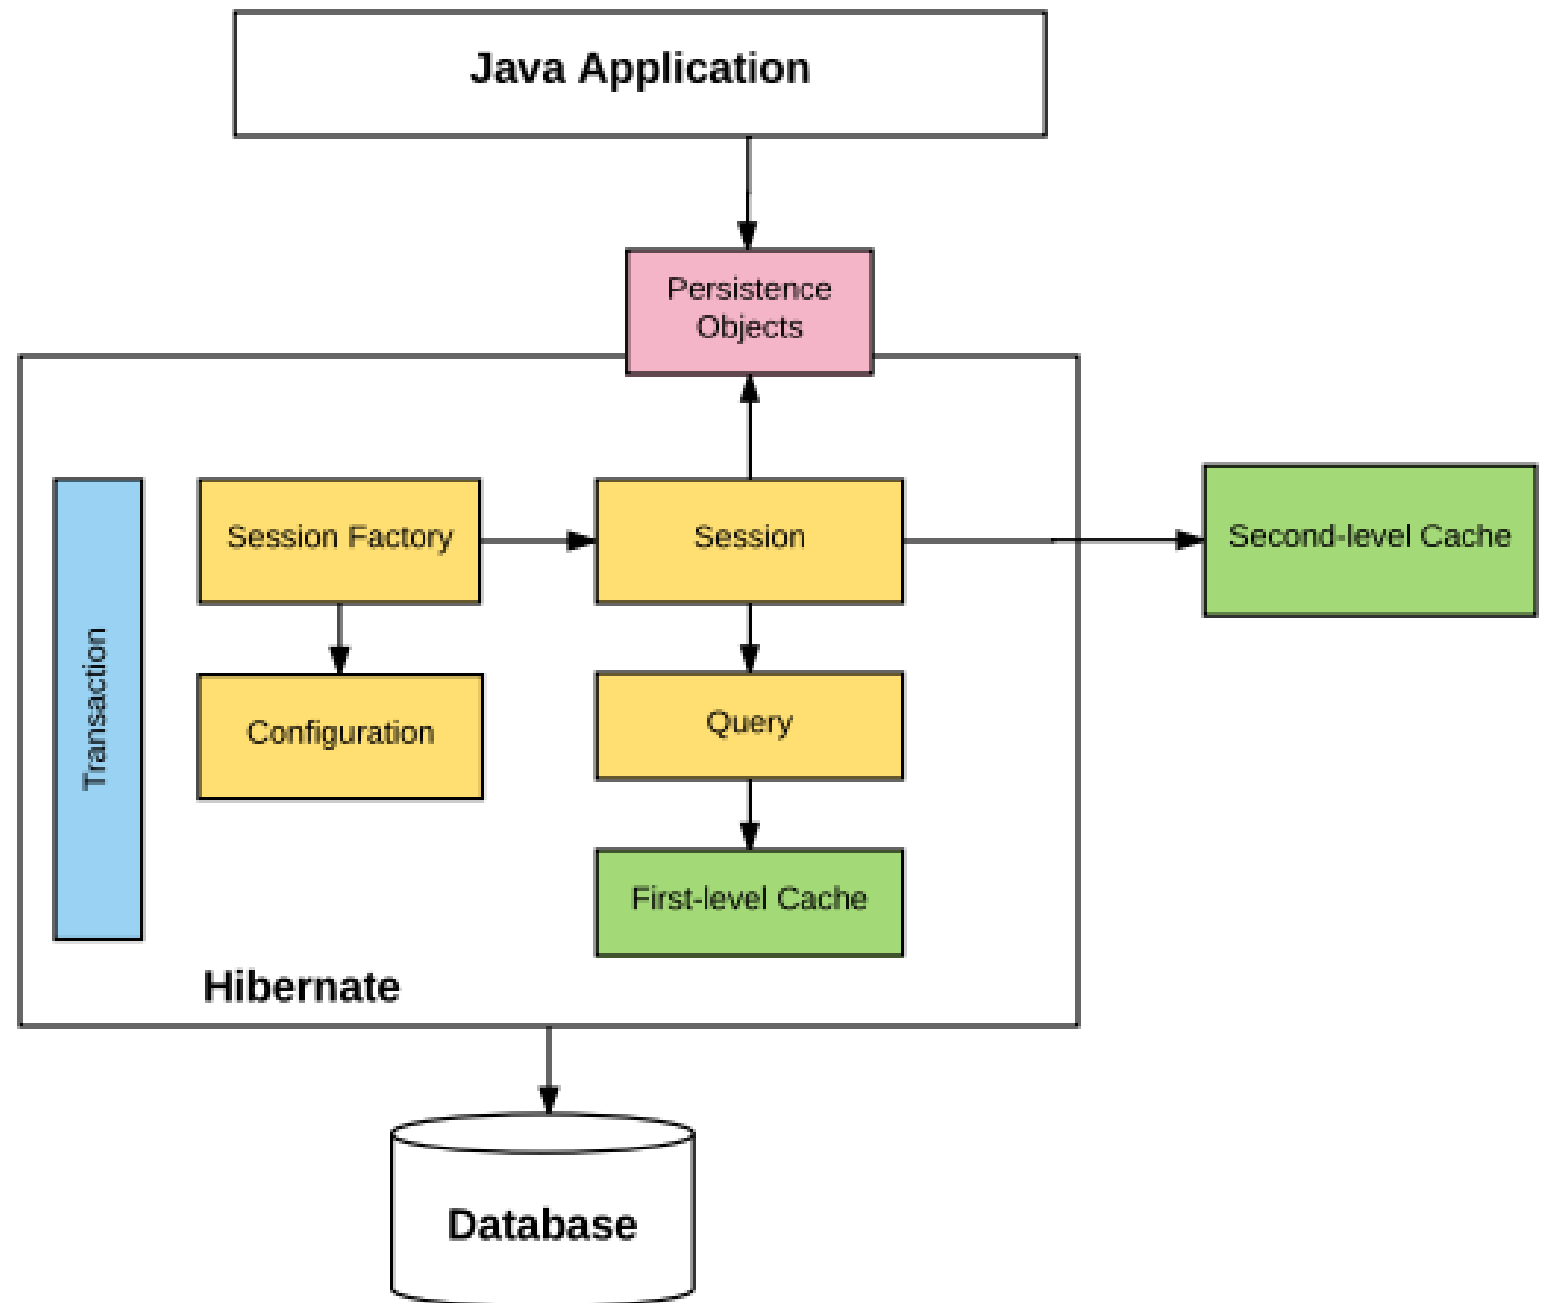 Java Application
Persistence
Objects
Session Factory
Session
Second-level Cache
Transaction
Configuration
Query
First-level Cache
Hibernate
Database